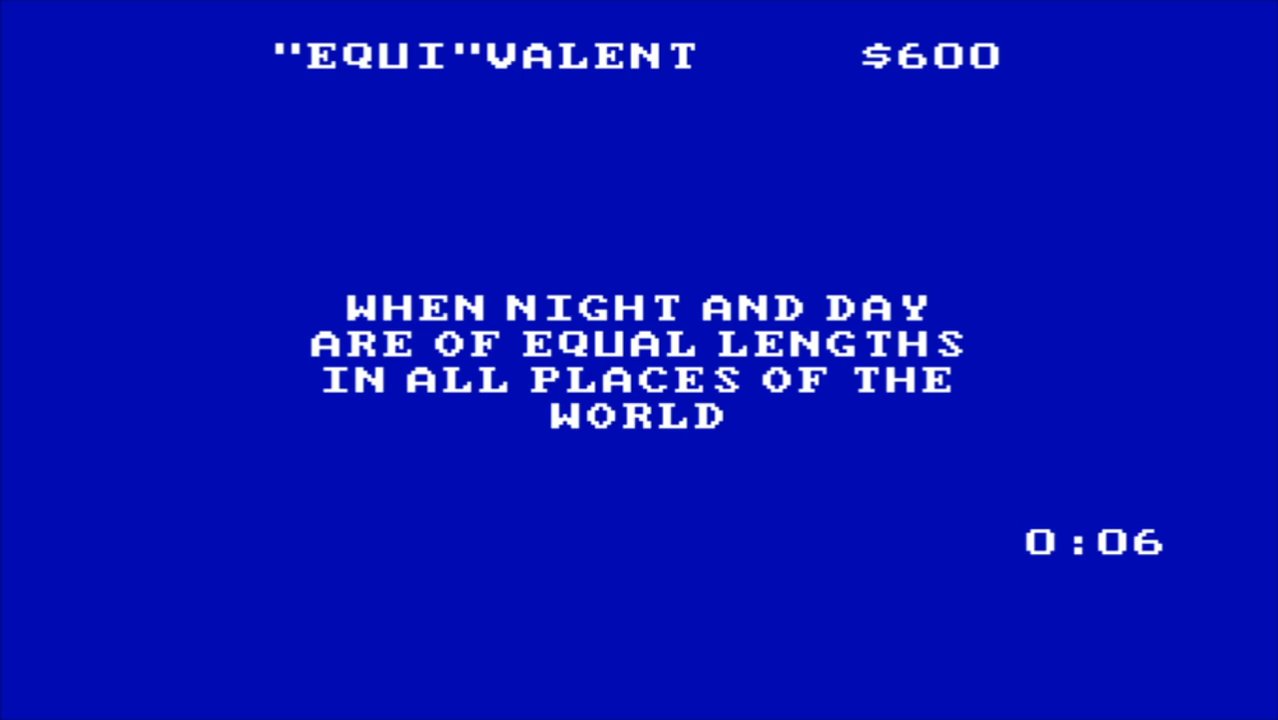 "EQUI"VALENT $600
WHEN NIGHT AND DAY
ARE OF EQUAL LENGTHS
IN ALL PLACES OF THE
WORLD
0:06